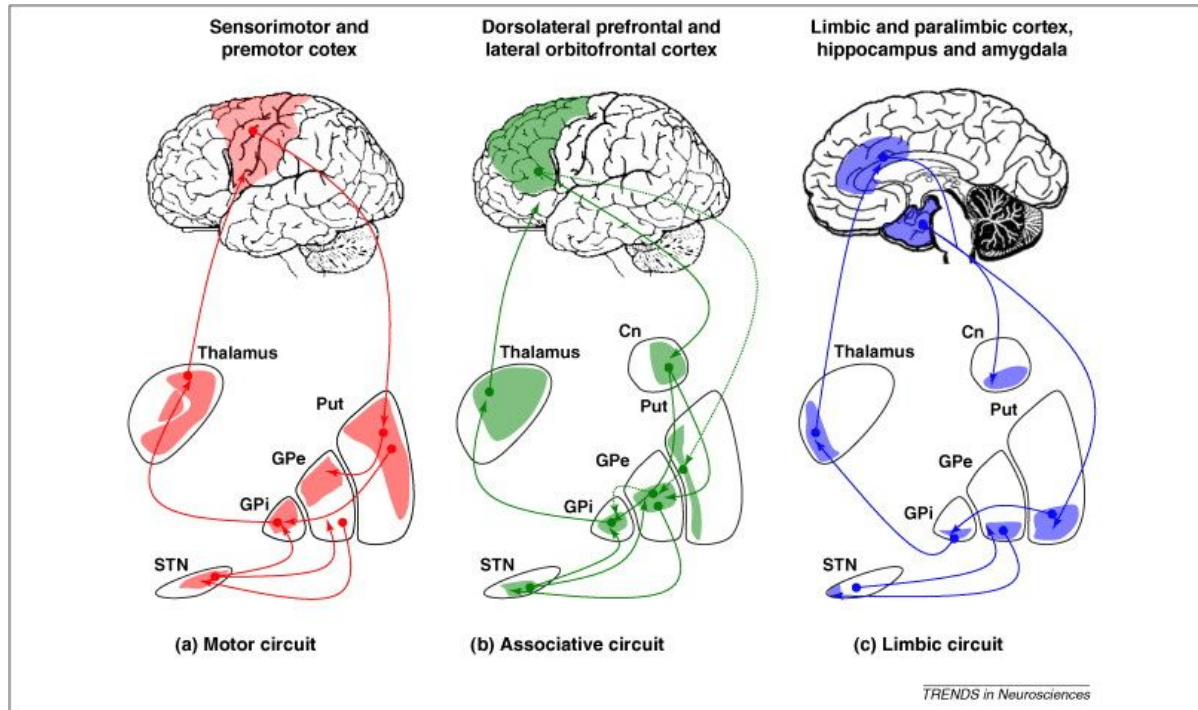 Sensorimotor and
premotor cotex
Dorsolateral prefrontal and
lateral orbitofrontal cortex
Limbic and paralimbic cortex,
hippocampus and amygdala
Thalamus
Put
GPe
GPi
STN
Cn
Thalamus
Put
GPe
GPi
STN
Cn
Thalamus
Put
GPe
GPi
STN
(a) Motor circuit
(b) Associative circuit
(c) Limbic circuit
TRENDS in Neurosciences